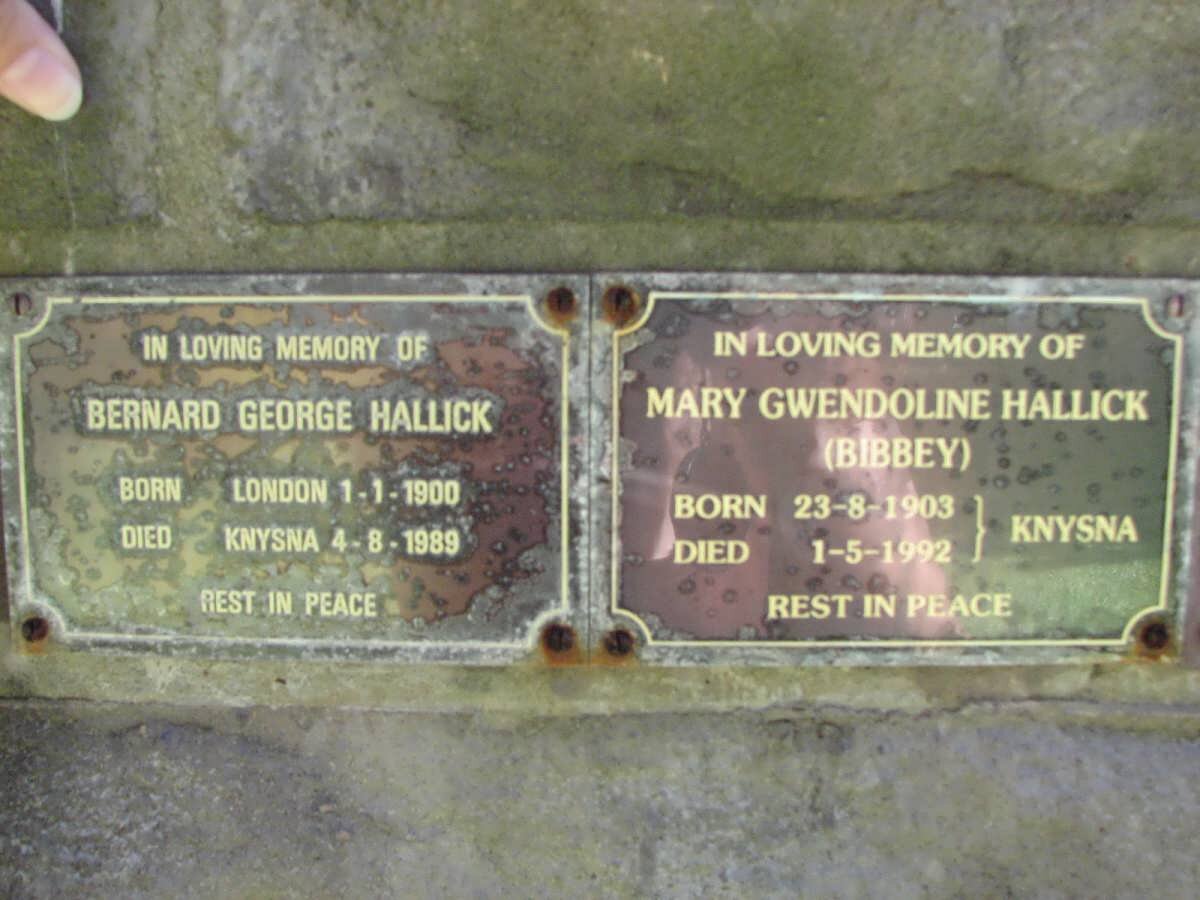 IN LOVING MEMORY OF
BERNARD GEORGE HALLICK
BORN LONDON 1-1-1900
DIED KNYSNA 4-8-1989
REST IN PEACE
IN LOVING MEMORY OF
MARY GWENDOLINE HALLICK
(BIBBEY)
BORN 23-8-1903 } KNYSNA
DIED 1-5-1992
REST IN PEACE